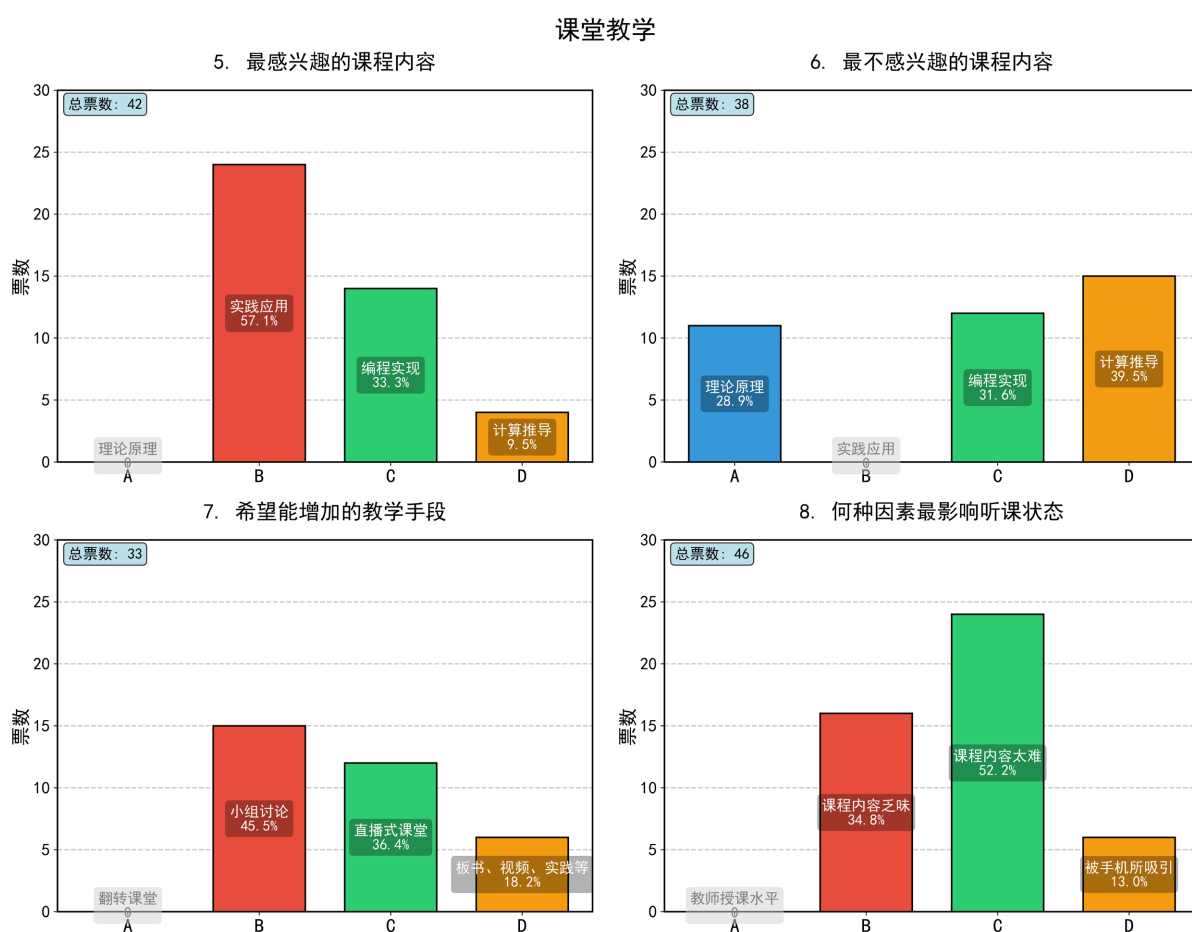 课堂教学
5. 最感兴趣的课程内容
总票数: 42
票数
30
25
20
15
10
5
0
理论原理
0
实践应用
57.1%
编程实现
33.3%
计算推导
9.5%
A
B
C
D
6. 最不感兴趣的课程内容
总票数: 38
票数
30
25
20
15
10
5
0
理论原理
28.9%
实践应用
0
编程实现
31.6%
计算推导
39.5%
A
B
C
D
7. 希望能增加的教学手段
总票数: 33
票数
30
25
20
15
10
5
0
翻转课堂
0
小组讨论
45.5%
直播式课堂
36.4%
板书、视频、实践等
18.2%
A
B
C
D
8. 何种因素最影响听课状态
总票数: 46
票数
30
25
20
15
10
5
0
教师授课水平
0
课程内容乏味
34.8%
课程内容太难
52.2%
被手机所吸引
13.0%
A
B
C
D